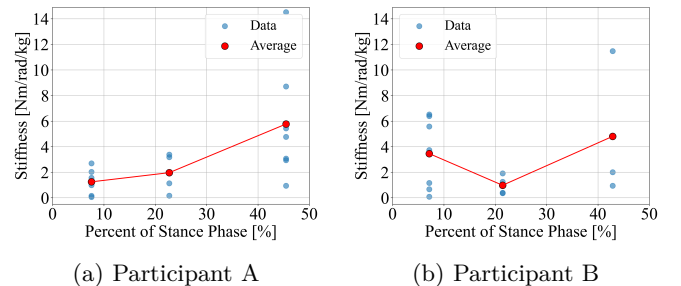 14
12
10
8
6
4
2
0
Stiffness [Nm/rad/kg]
Data
Average
0 10 20 30 40 50
Percent of Stance Phase [%]
(a) Participant A
14
12
10
8
6
4
2
0
Stiffness [Nm/rad/kg]
Data
Average
0 10 20 30 40 50
Percent of Stance Phase [%]
(b) Participant B